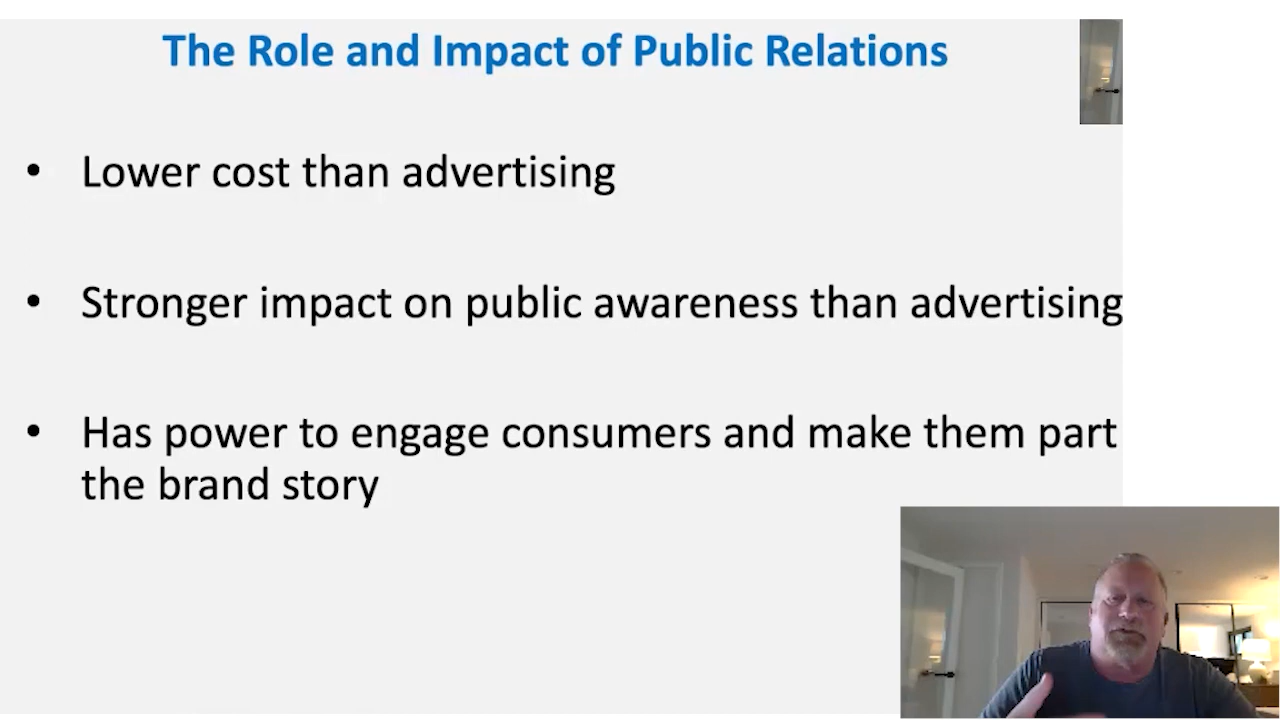 The Role and Impact of Public Relations
• Lower cost than advertising
• Stronger impact on public awareness than advertising
• Has power to engage consumers and make them part
the brand story